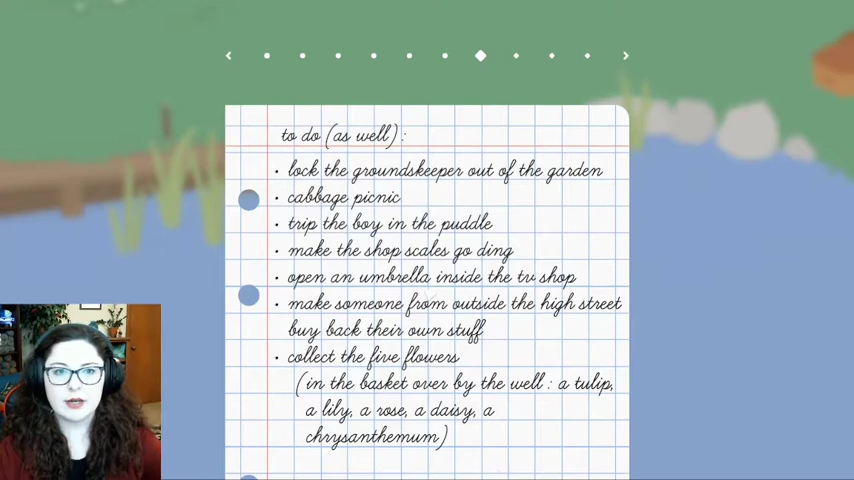 to do (as well) :
• lock the groundskeeper out of the garden
• cabbage picnic
• trip the boy in the puddle
• make the shop scales go ding
• open an umbrella inside the tv shop
• make someone from outside the high street
buy back their own stuff
• collect the five flowers
(in the basket over by the well : a tulip,
a lily, a rose, a daisy, a
chrysanthemum)